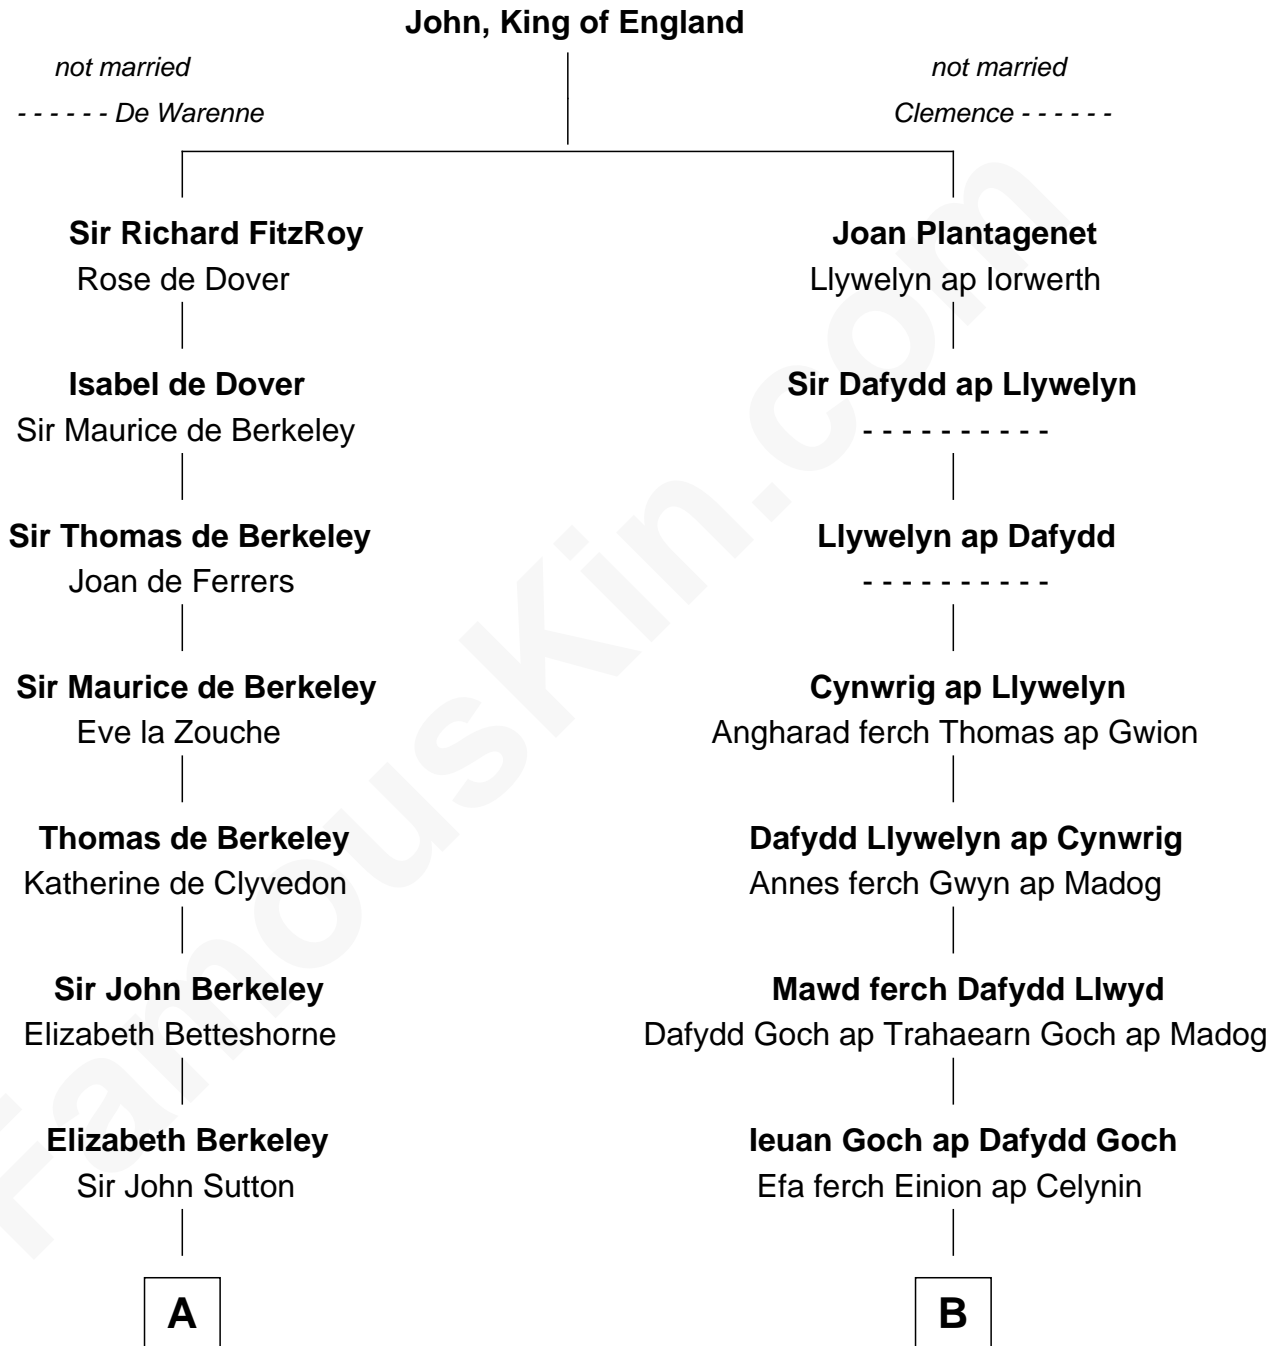 John, King of England
not married
- - - - - - De Warenne
not married
Clemence - - - - - -
Sir Richard FitzRoy
Rose de Dover
Joan Plantagenet
Llywelyn ap Iorwerth
Isabel de Dover
Sir Maurice de Berkeley
Sir Dafydd ap Llywelyn
- - - - - - - - - -
Sir Thomas de Berkeley
Joan de Ferrers
Llywelyn ap Dafydd
- - - - - - - - - -
Sir Maurice de Berkeley
Eve la Zouche
Cynwrig ap Llywelyn
Angharad ferch Thomas ap Gwion
Thomas de Berkeley
Katherine de Clyvedon
Dafydd Llywelyn ap Cynwrig
Annes ferch Gwyn ap Madog
Sir John Berkeley
Elizabeth Betteshorne
Mawd ferch Dafydd Llwyd
Dafydd Goch ap Trahaearn Goch ap Madog
Elizabeth Berkeley
Sir John Sutton
Ieuan Goch ap Dafydd Goch
Efa ferch Einion ap Celynin
A
B
FamousKin.com